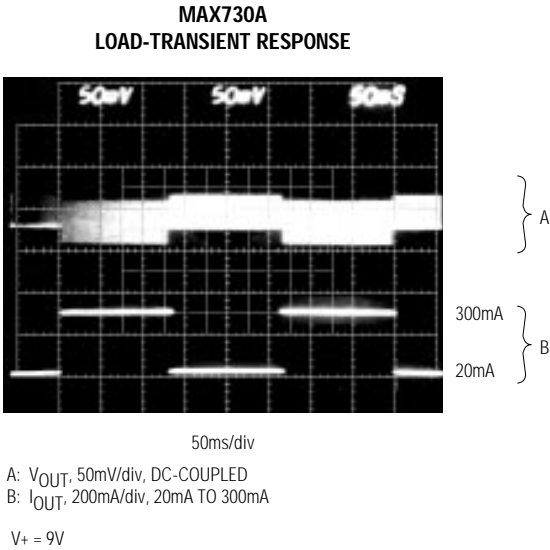 MAX730A
LOAD-TRANSIENT RESPONSE
50mV 50mV 50mS
A
300mA
B
20mA
50ms/div
A: VOUT, 50mV/div, DC-COUPLED
B: IOUT, 200mA/div, 20mA TO 300mA
V+ = 9V